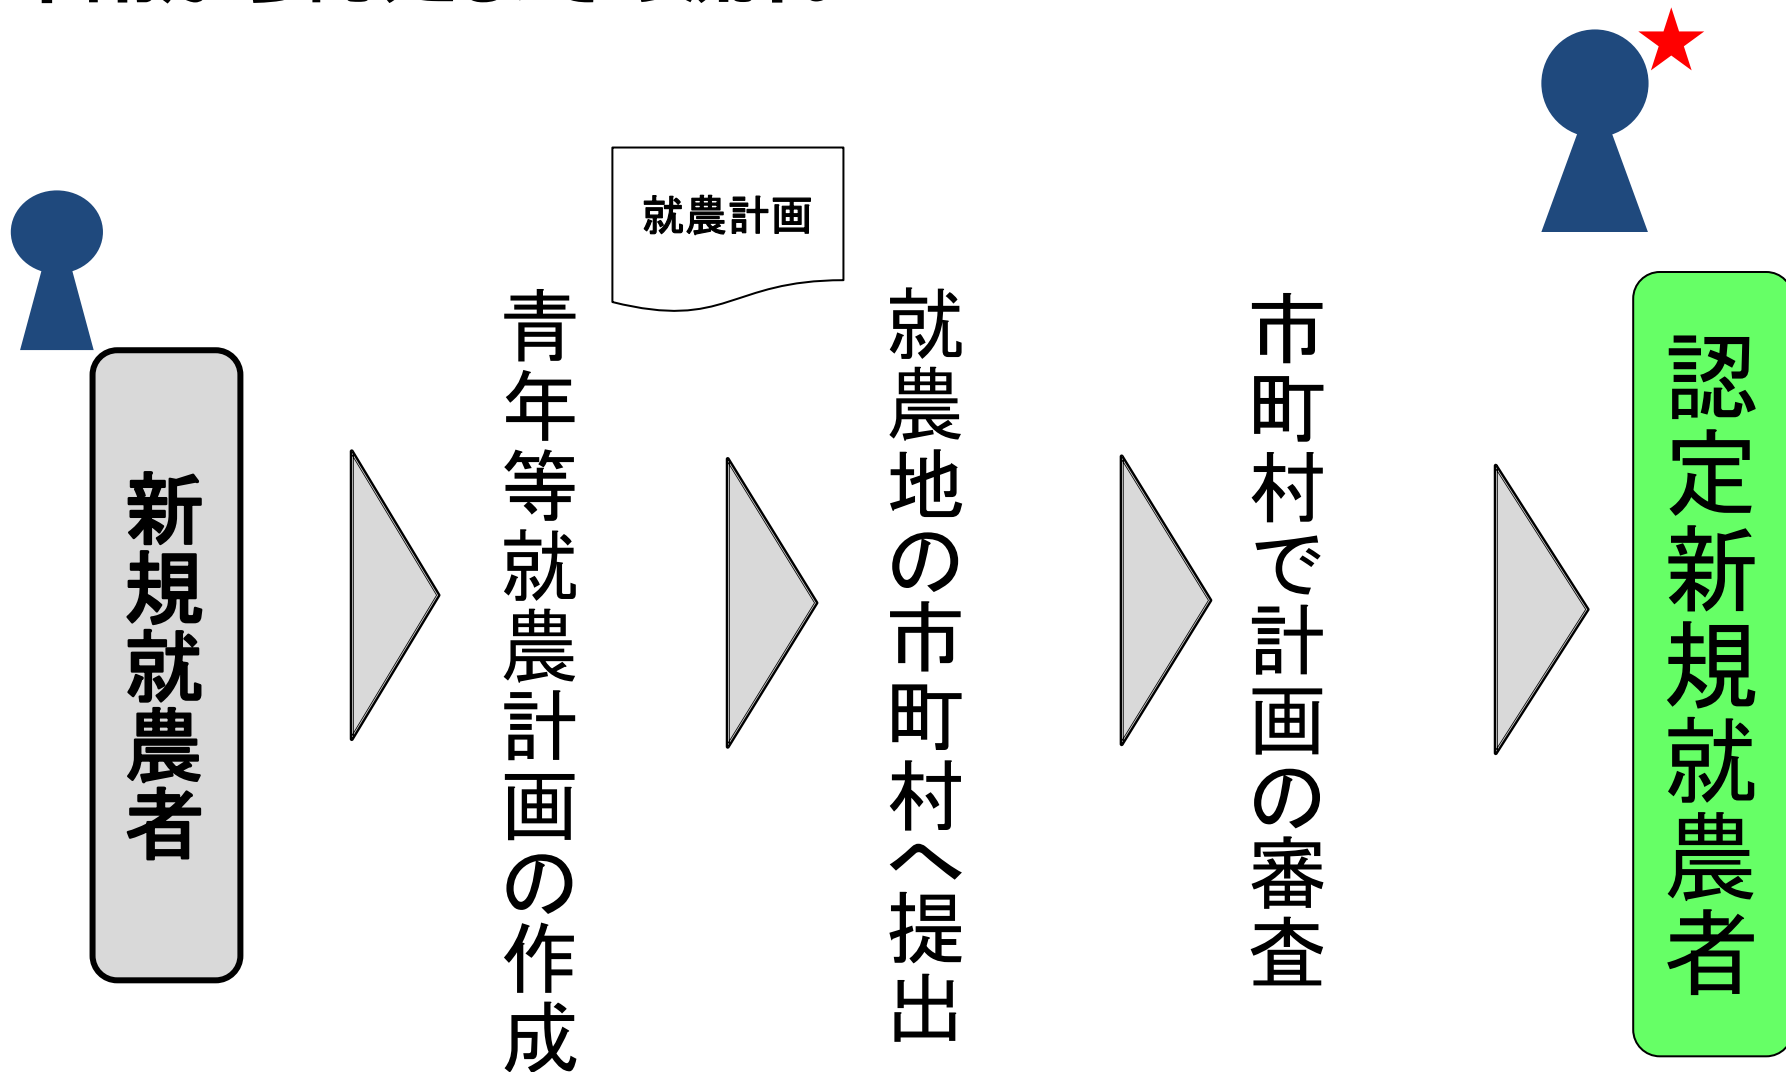 就農計画
新規就農者
青年等就農計画の作成
就農地の市町村へ提出
市町村で計画の審査
認定新規就農者